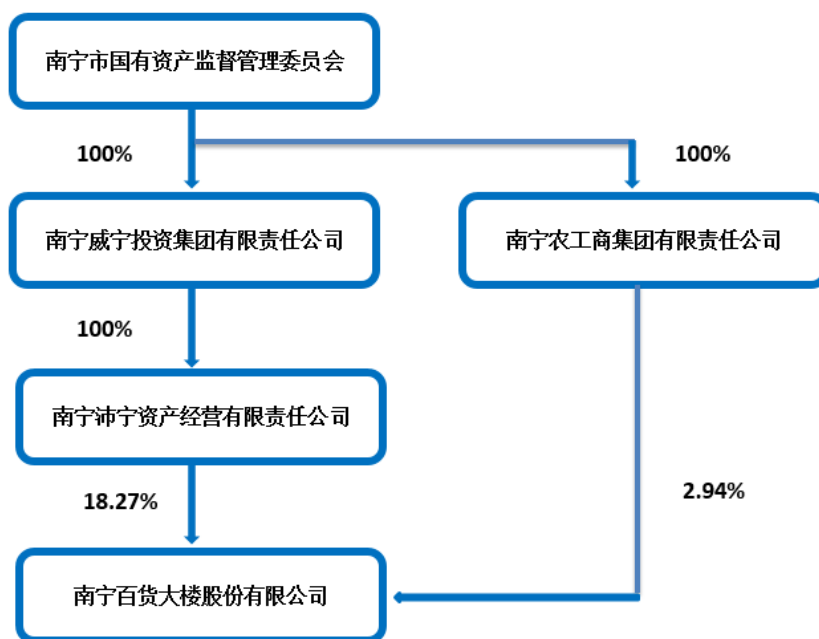 南宁市国有资产监督管理委员会
100%
100%
南宁威宁投资集团有限责任公司
南宁农工商集团有限责任公司
100%
南宁沛宁资产经营有限责任公司
18.27%
2.94%
南宁百货大楼股份有限公司